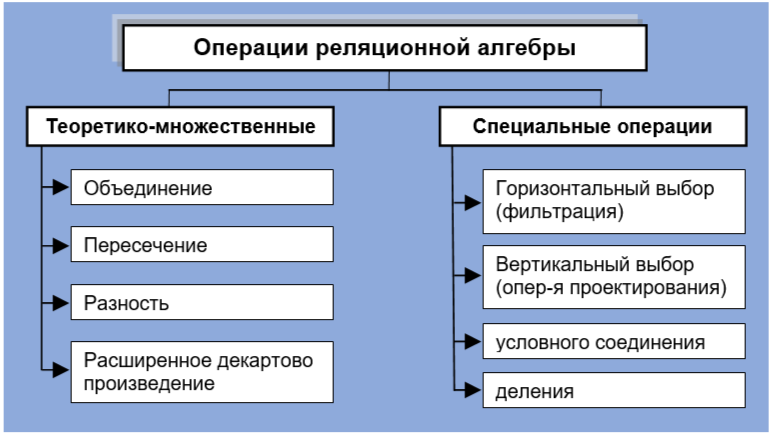 Операции реляционной алгебры
Теоретико-множественные
Объединение
Пересечение
Разность
Расширенное декартово
произведение
Специальные операции
Горизонтальный выбор
(фильтрация)
Вертикальный выбор
(опер-я проектирования)
условного соединения
деления